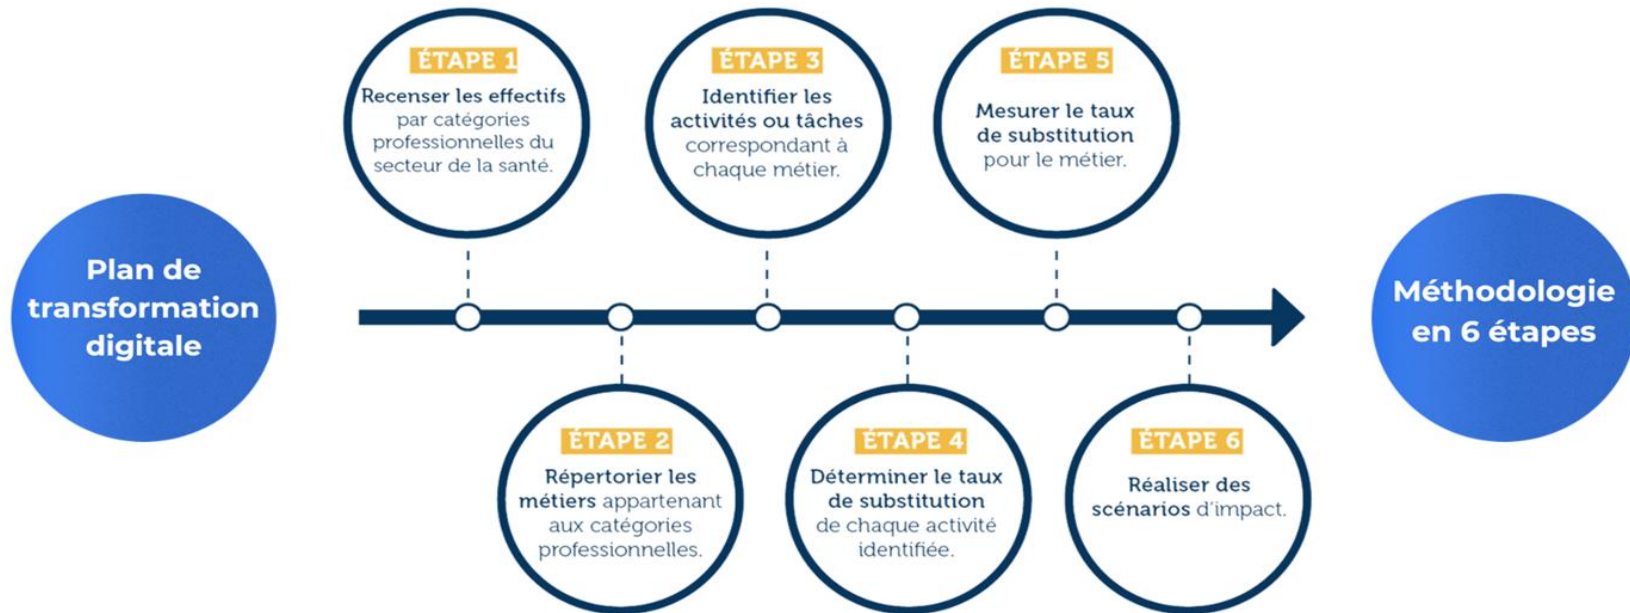 Plan de
transformation
digitale
ÉTAPE 1
Recenser les effectifs
par catégories
professionnelles du
secteur de la santé.
ÉTAPE 2
Répertorier les
métiers appartenant
aux catégories
professionnelles.
ÉTAPE 3
Identifier les
activités ou tâches
correspondant à
chaque métier.
ÉTAPE 4
Déterminer le taux
de substitution
de chaque activité
identifiée.
ÉTAPE 5
Mesurer le taux
de substitution
pour le métier.
ÉTAPE 6
Réaliser des
scénarios d'impact.
Méthodologie
en 6 étapes